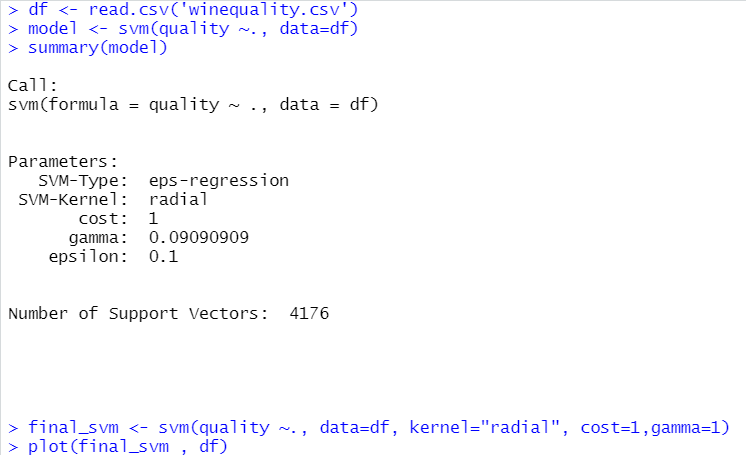 > df <- read.csv('winequality.csv')
> model <- svm(quality ~., data=df)
> summary(model)
Call:
svm(formula = quality ~ ., data = df)
Parameters:
   SVM-Type:  eps-regression
 SVM-Kernel:  radial
       cost:  1
      gamma:  0.09090909
    epsilon:  0.1
Number of Support Vectors:  4176
> final_svm <- svm(quality ~., data=df, kernel="radial", cost=1,gamma=1)
> plot(final_svm , df)